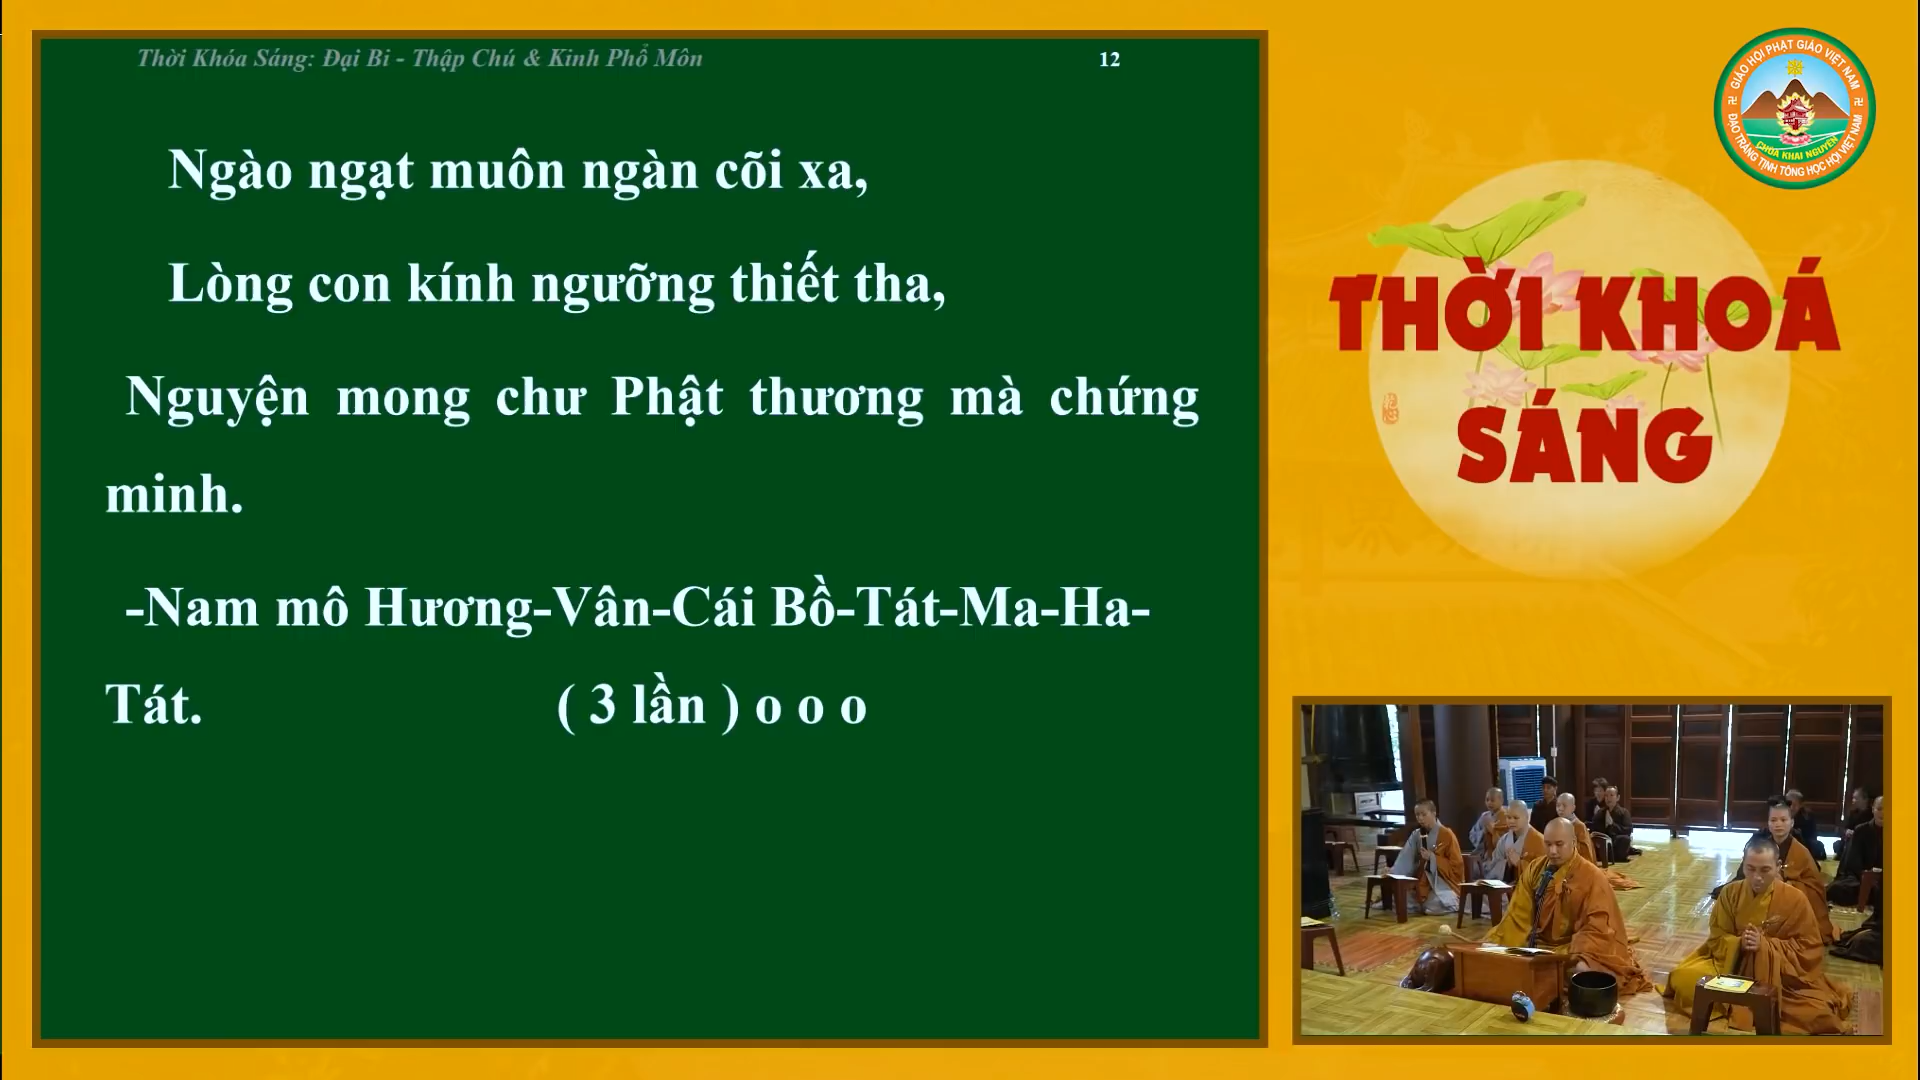 Thời Khóa Sáng: Đại Bi - Thập Chú & Kinh Phổ Môn
12
Ngào ngạt muôn ngàn cõi xa,
Lòng con kính ngưỡng thiết tha,
Nguyện mong chư Phật thương mà chứng
minh.
-Nam mô Hương-Vân-Cái Bồ-Tát-Ma-Ha-
Tát. ( 3 lần ) o o o
GIÁO HỘI PHẬT GIÁO VIỆT NAM
CHÙA KHAI NGUYÊN
ĐẠO TRÀNG TỊNH TÔNG HỌC HỘI VIỆT NAM
THỜI KHOÁ
SÁNG